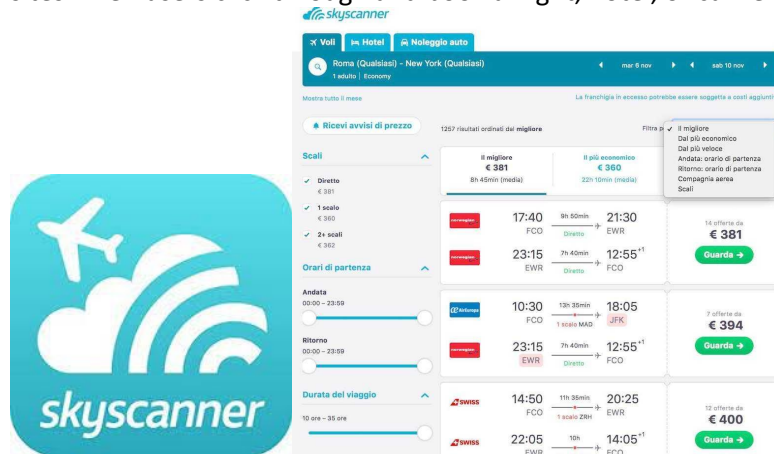 skyscanner
skyscanner
Voli Hotel Noleggio auto
Roma (Qualsiasi) - New York (Qualsiasi)
1 adulto | Economy
mar 6 nov
sab 10 nov
Mostra tutto il mese
La franchigia in eccesso potrebbe essere soggetta a costi aggiuntiv
Ricevi avvisi di prezzo
1257 risultati ordinati dal migliore
Filtra p
Il migliore
Dal più economico
Dal più veloce
Andata: orario di partenza
Ritorno: orario di partenza
Compagnia aerea
Scali
Scali
Diretto
€ 381
1 scalo
€ 360
2+ scali
€ 362
Orari di partenza
Andata
00:00 – 23:59
Ritorno
00:00 – 23:59
Durata del viaggio
10 ore – 35 ore
Il migliore
€ 381
8h 45min (media)
Il più economico
€ 360
22h 10min (media)
17:40 9h 50min 21:30
FCO Diretto EWR
23:15 7h 40min 12:55+1
EWR Diretto FCO
14 offerte da
€ 381
Guarda →
AirEuropa
10:30 13h 35min 18:05
FCO 1 scalo MAD JFK
23:15 7h 40min 12:55+1
EWR Diretto FCO
7 offerte da
€ 394
Guarda →
SWISS
14:50 11h 35min 20:25
FCO 1 scalo ZRH EWR
SWISS
22:05 10h 14:05+1
EWR FCO
12 offerte da
€ 400
Guarda →